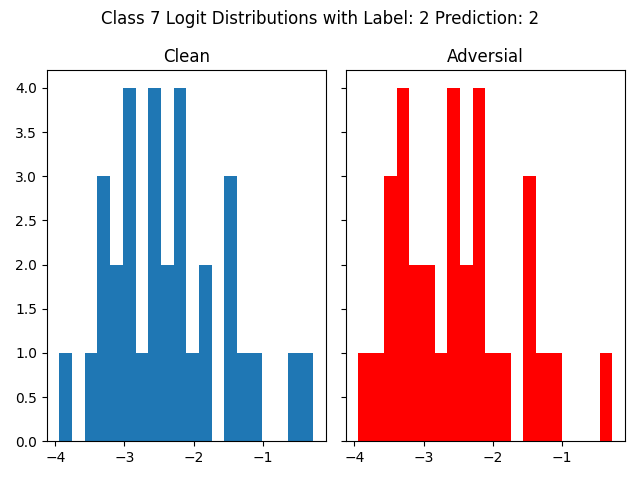 Class 7 Logit Distributions with Label: 2 Prediction: 2
Clean
Adversial
4.0
3.5
3.0
2.5
2.0
1.5
1.0
0.5
0.0
−4 −3 −2 −1
−4 −3 −2 −1